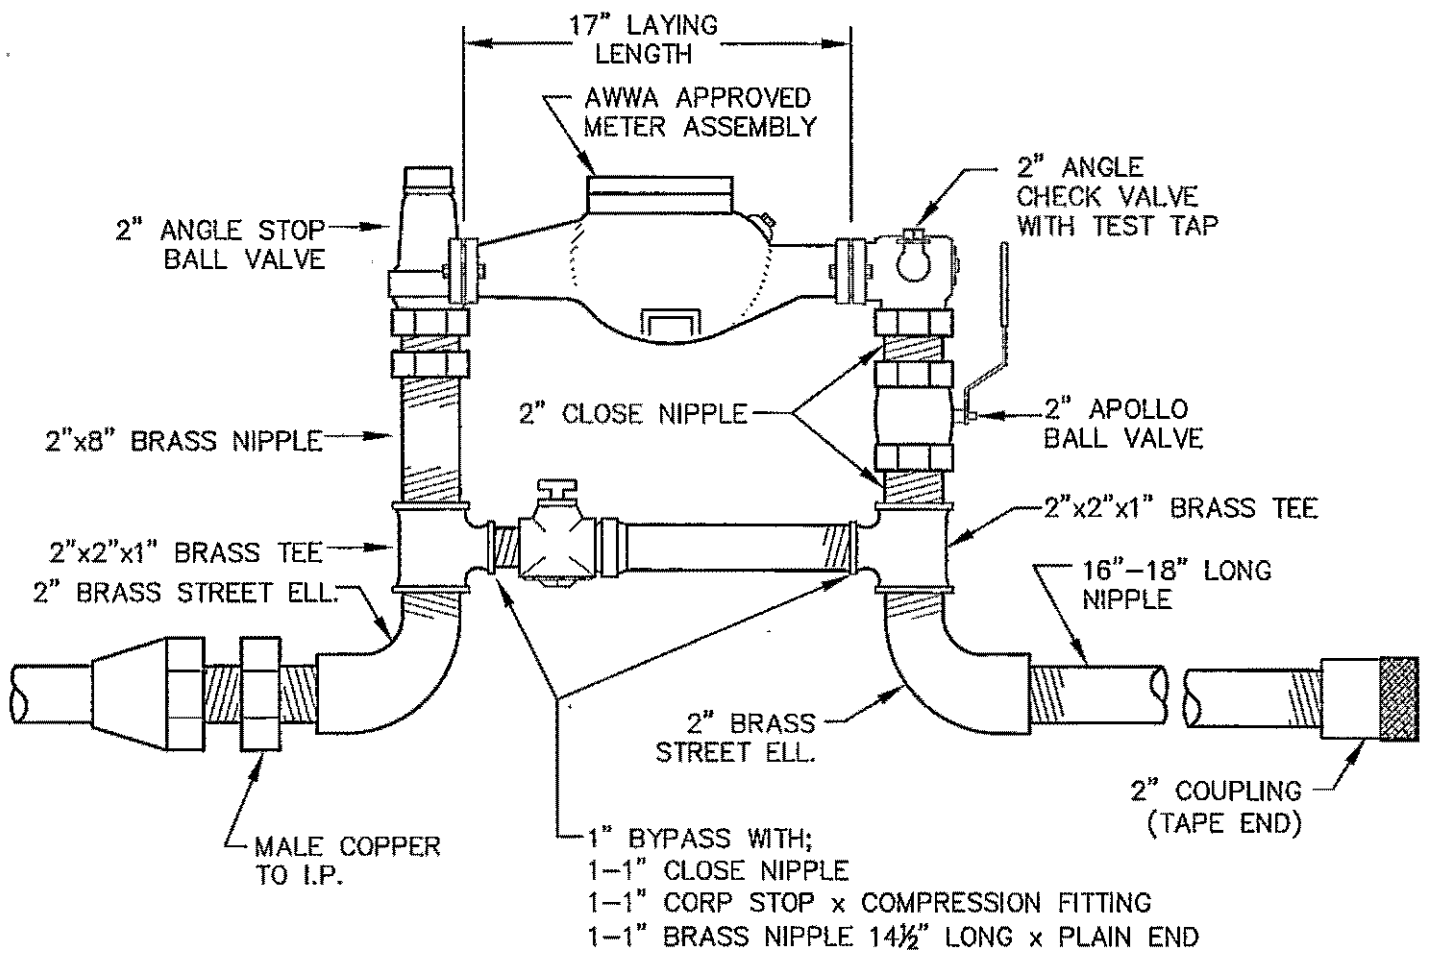 17" LAYING
LENGTH
AWWA APPROVED
METER ASSEMBLY
2" ANGLE
CHECK VALVE
WITH TEST TAP
2" ANGLE STOP
BALL VALVE
2" CLOSE NIPPLE
2" APOLLO
BALL VALVE
2"x8" BRASS NIPPLE
2"x2"x1" BRASS TEE
2"x2"x1" BRASS TEE
2" BRASS STREET ELL.
16"-18" LONG
NIPPLE
2" BRASS
STREET ELL.
2" COUPLING
(TAPE END)
MALE COPPER
TO I.P.
1" BYPASS WITH;
1-1" CLOSE NIPPLE
1-1" CORP STOP x COMPRESSION FITTING
1-1" BRASS NIPPLE 14½" LONG x PLAIN END